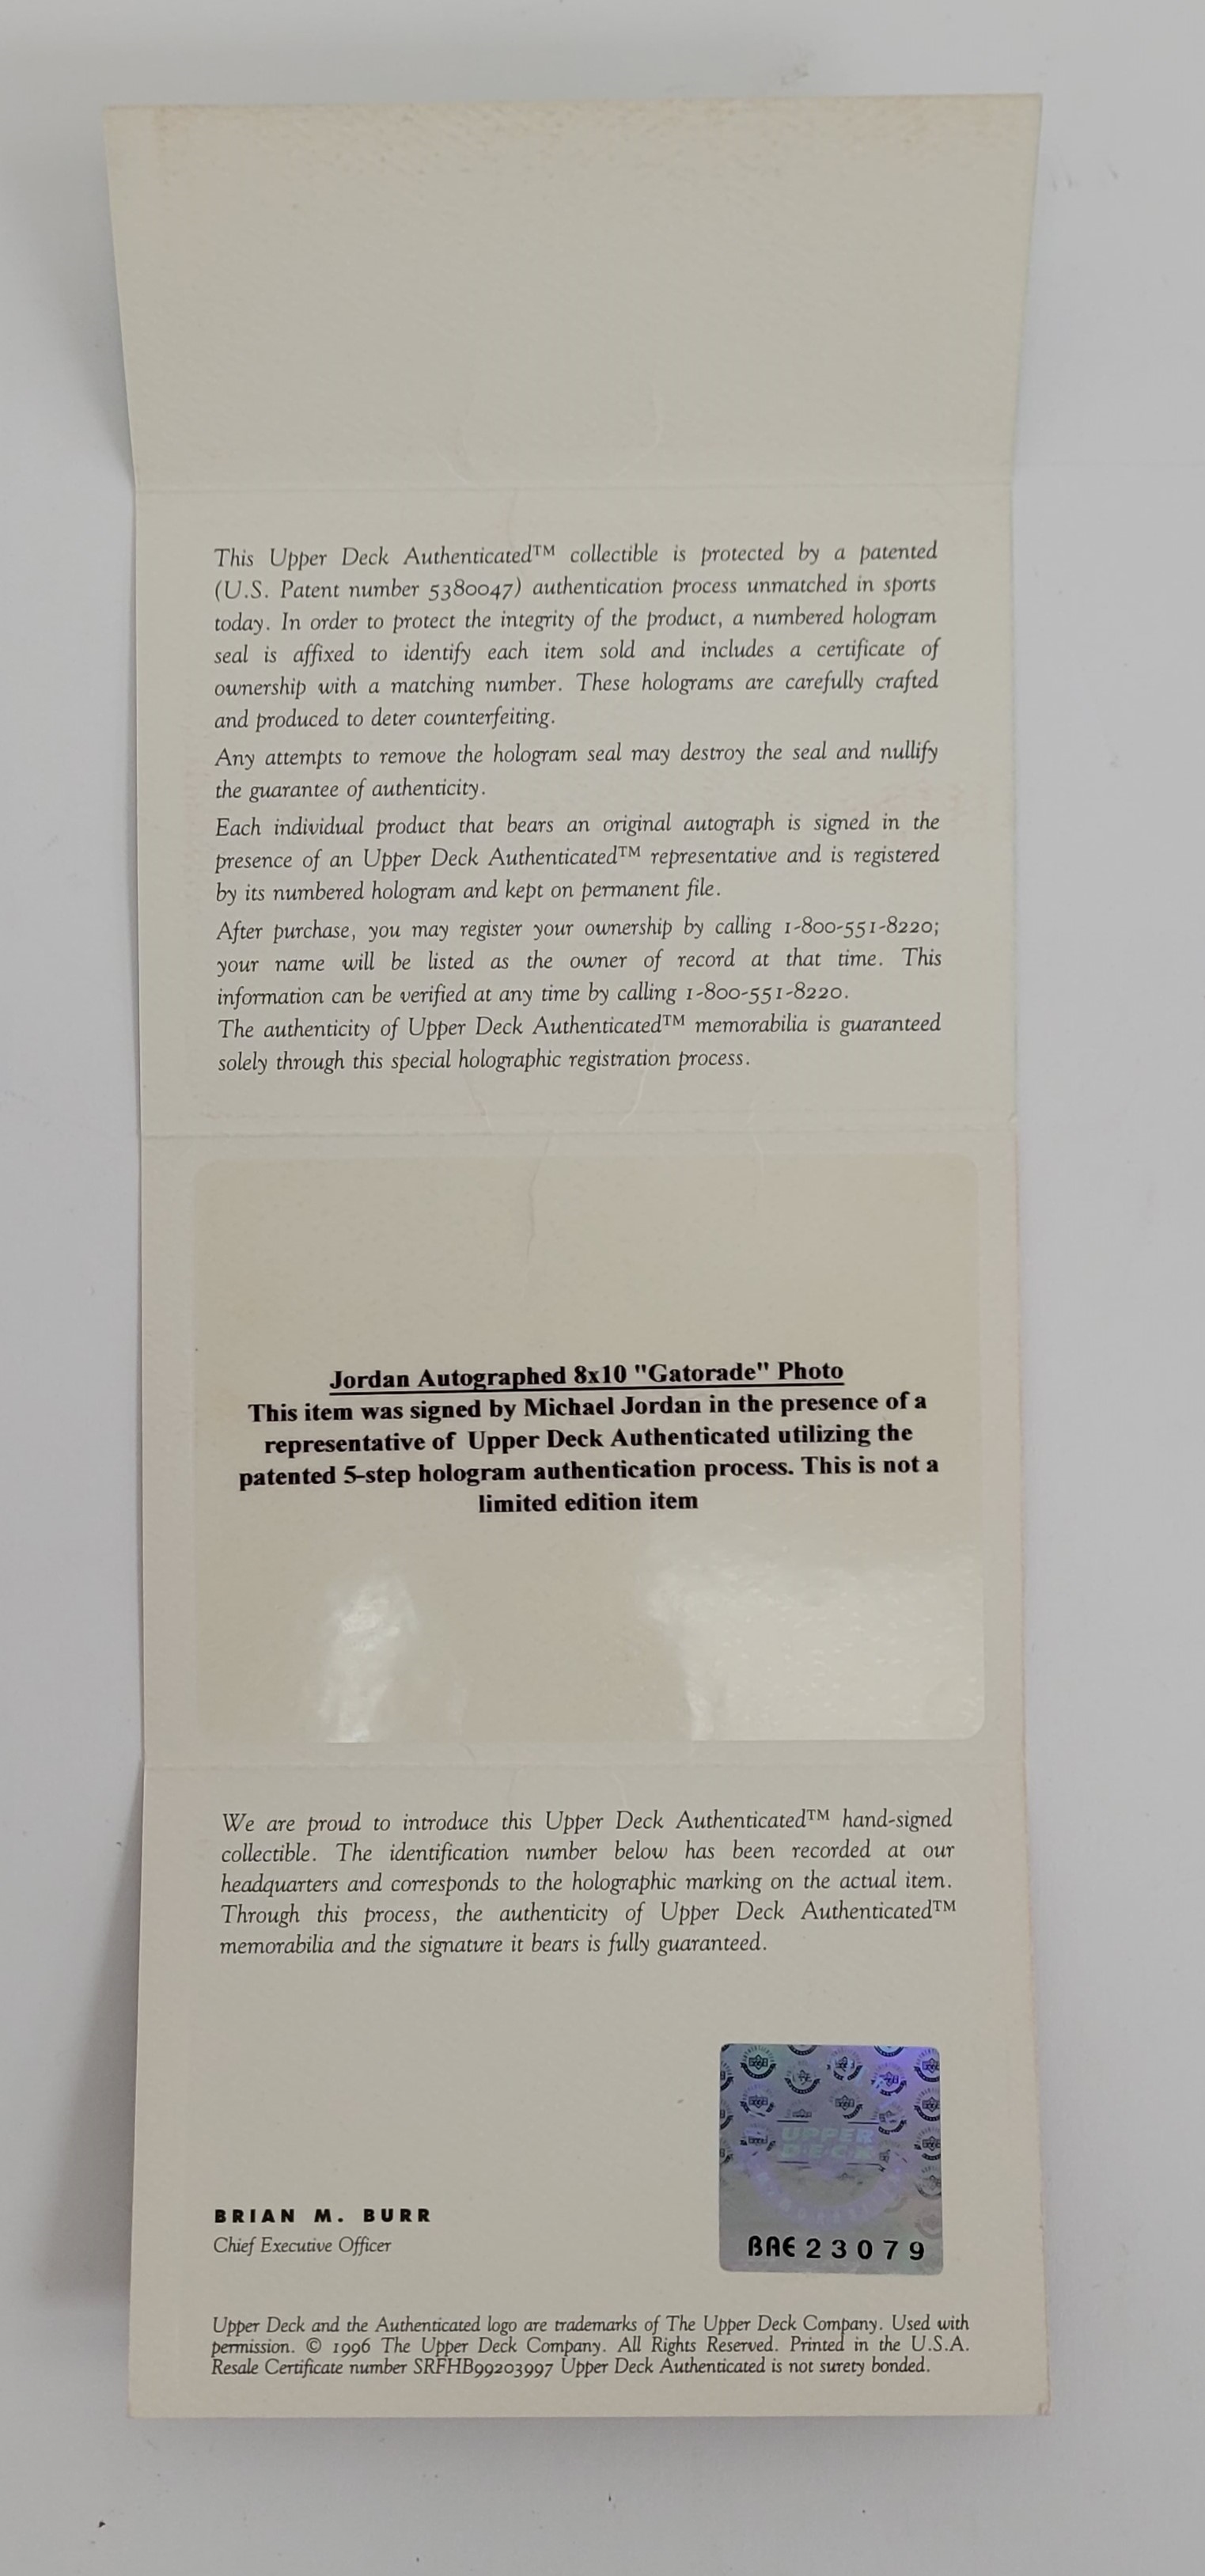 This Upper Deck Authenticated™ collectible is protected by a patented
(U.S. Patent number 5380047) authentication process unmatched in sports
today. In order to protect the integrity of the product, a numbered hologram
seal is affixed to identify each item sold and includes a certificate of
ownership with a matching number. These holograms are carefully crafted
and produced to deter counterfeiting.
Any attempts to remove the hologram seal may destroy the seal and nullify
the guarantee of authenticity.
Each individual product that bears an original autograph is signed in the
presence of an Upper Deck Authenticated™ representative and is registered
by its numbered hologram and kept on permanent file.
After purchase, you may register your ownership by calling 1-800-551-8220;
your name will be listed as the owner of record at that time. This
information can be verified at any time by calling 1-800-551-8220.
The authenticity of Upper Deck Authenticated™ memorabilia is guaranteed
solely through this special holographic registration process.
Jordan Autographed 8x10 "Gatorade" Photo
This item was signed by Michael Jordan in the presence of a
representative of Upper Deck Authenticated utilizing the
patented 5-step hologram authentication process. This is not a
limited edition item
We are proud to introduce this Upper Deck Authenticated™ hand-signed
collectible. The identification number below has been recorded at our
headquarters and corresponds to the holographic marking on the actual item.
Through this process, the authenticity of Upper Deck Authenticated™
memorabilia and the signature it bears is fully guaranteed.
UPPER
DECK
BRIAN M. BURR
Chief Executive Officer
BAE23079
Upper Deck and the Authenticated logo are trademarks of The Upper Deck Company. Used with
permission. © 1996 The Upper Deck Company. All Rights Reserved. Printed in the U.S.A.
Resale Certificate number SRFHB99203997 Upper Deck Authenticated is not surety bonded.